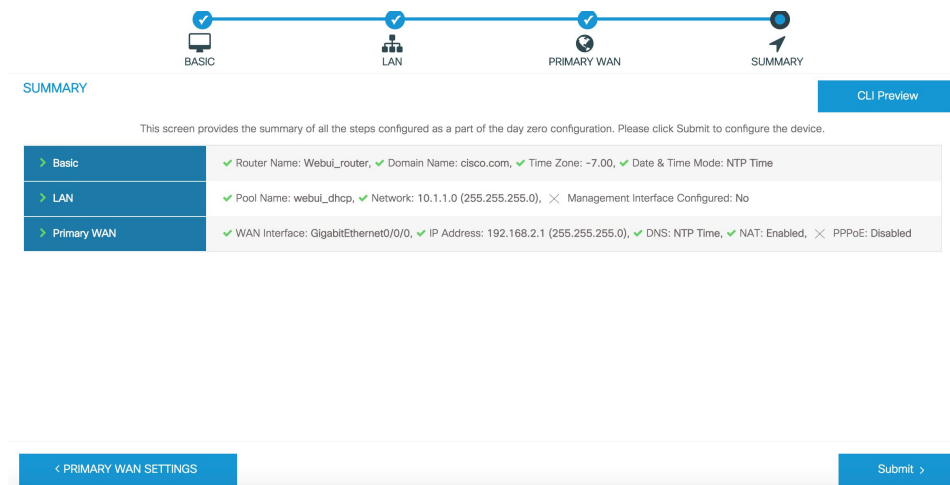 BASIC LAN PRIMARY WAN SUMMARY
SUMMARY
CLI Preview
This screen provides the summary of all the steps configured as a part of the day zero configuration. Please click Submit to configure the device.
> Basic ✔ Router Name: Webui_router, ✔ Domain Name: cisco.com, ✔ Time Zone: -7.00, ✔ Date & Time Mode: NTP Time
> LAN ✔ Pool Name: webui_dhcp, ✔ Network: 10.1.1.0 (255.255.255.0), ✕ Management Interface Configured: No
> Primary WAN ✔ WAN Interface: GigabitEthernet0/0/0, ✔ IP Address: 192.168.2.1 (255.255.255.0), ✔ DNS: NTP Time, ✔ NAT: Enabled, ✕ PPPoE: Disabled
< PRIMARY WAN SETTINGS Submit >